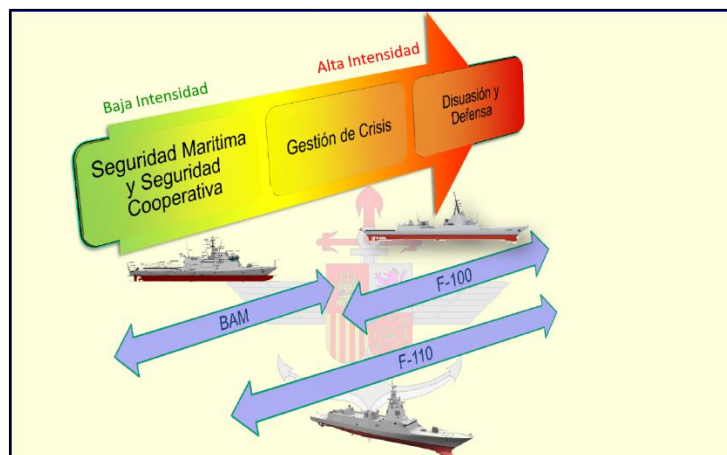 Baja Intensidad
Alta Intensidad
Seguridad Maritima
y Seguridad
Cooperativa
Gestión de Crisis
Disuasión y
Defensa
BAM
F-100
F-110